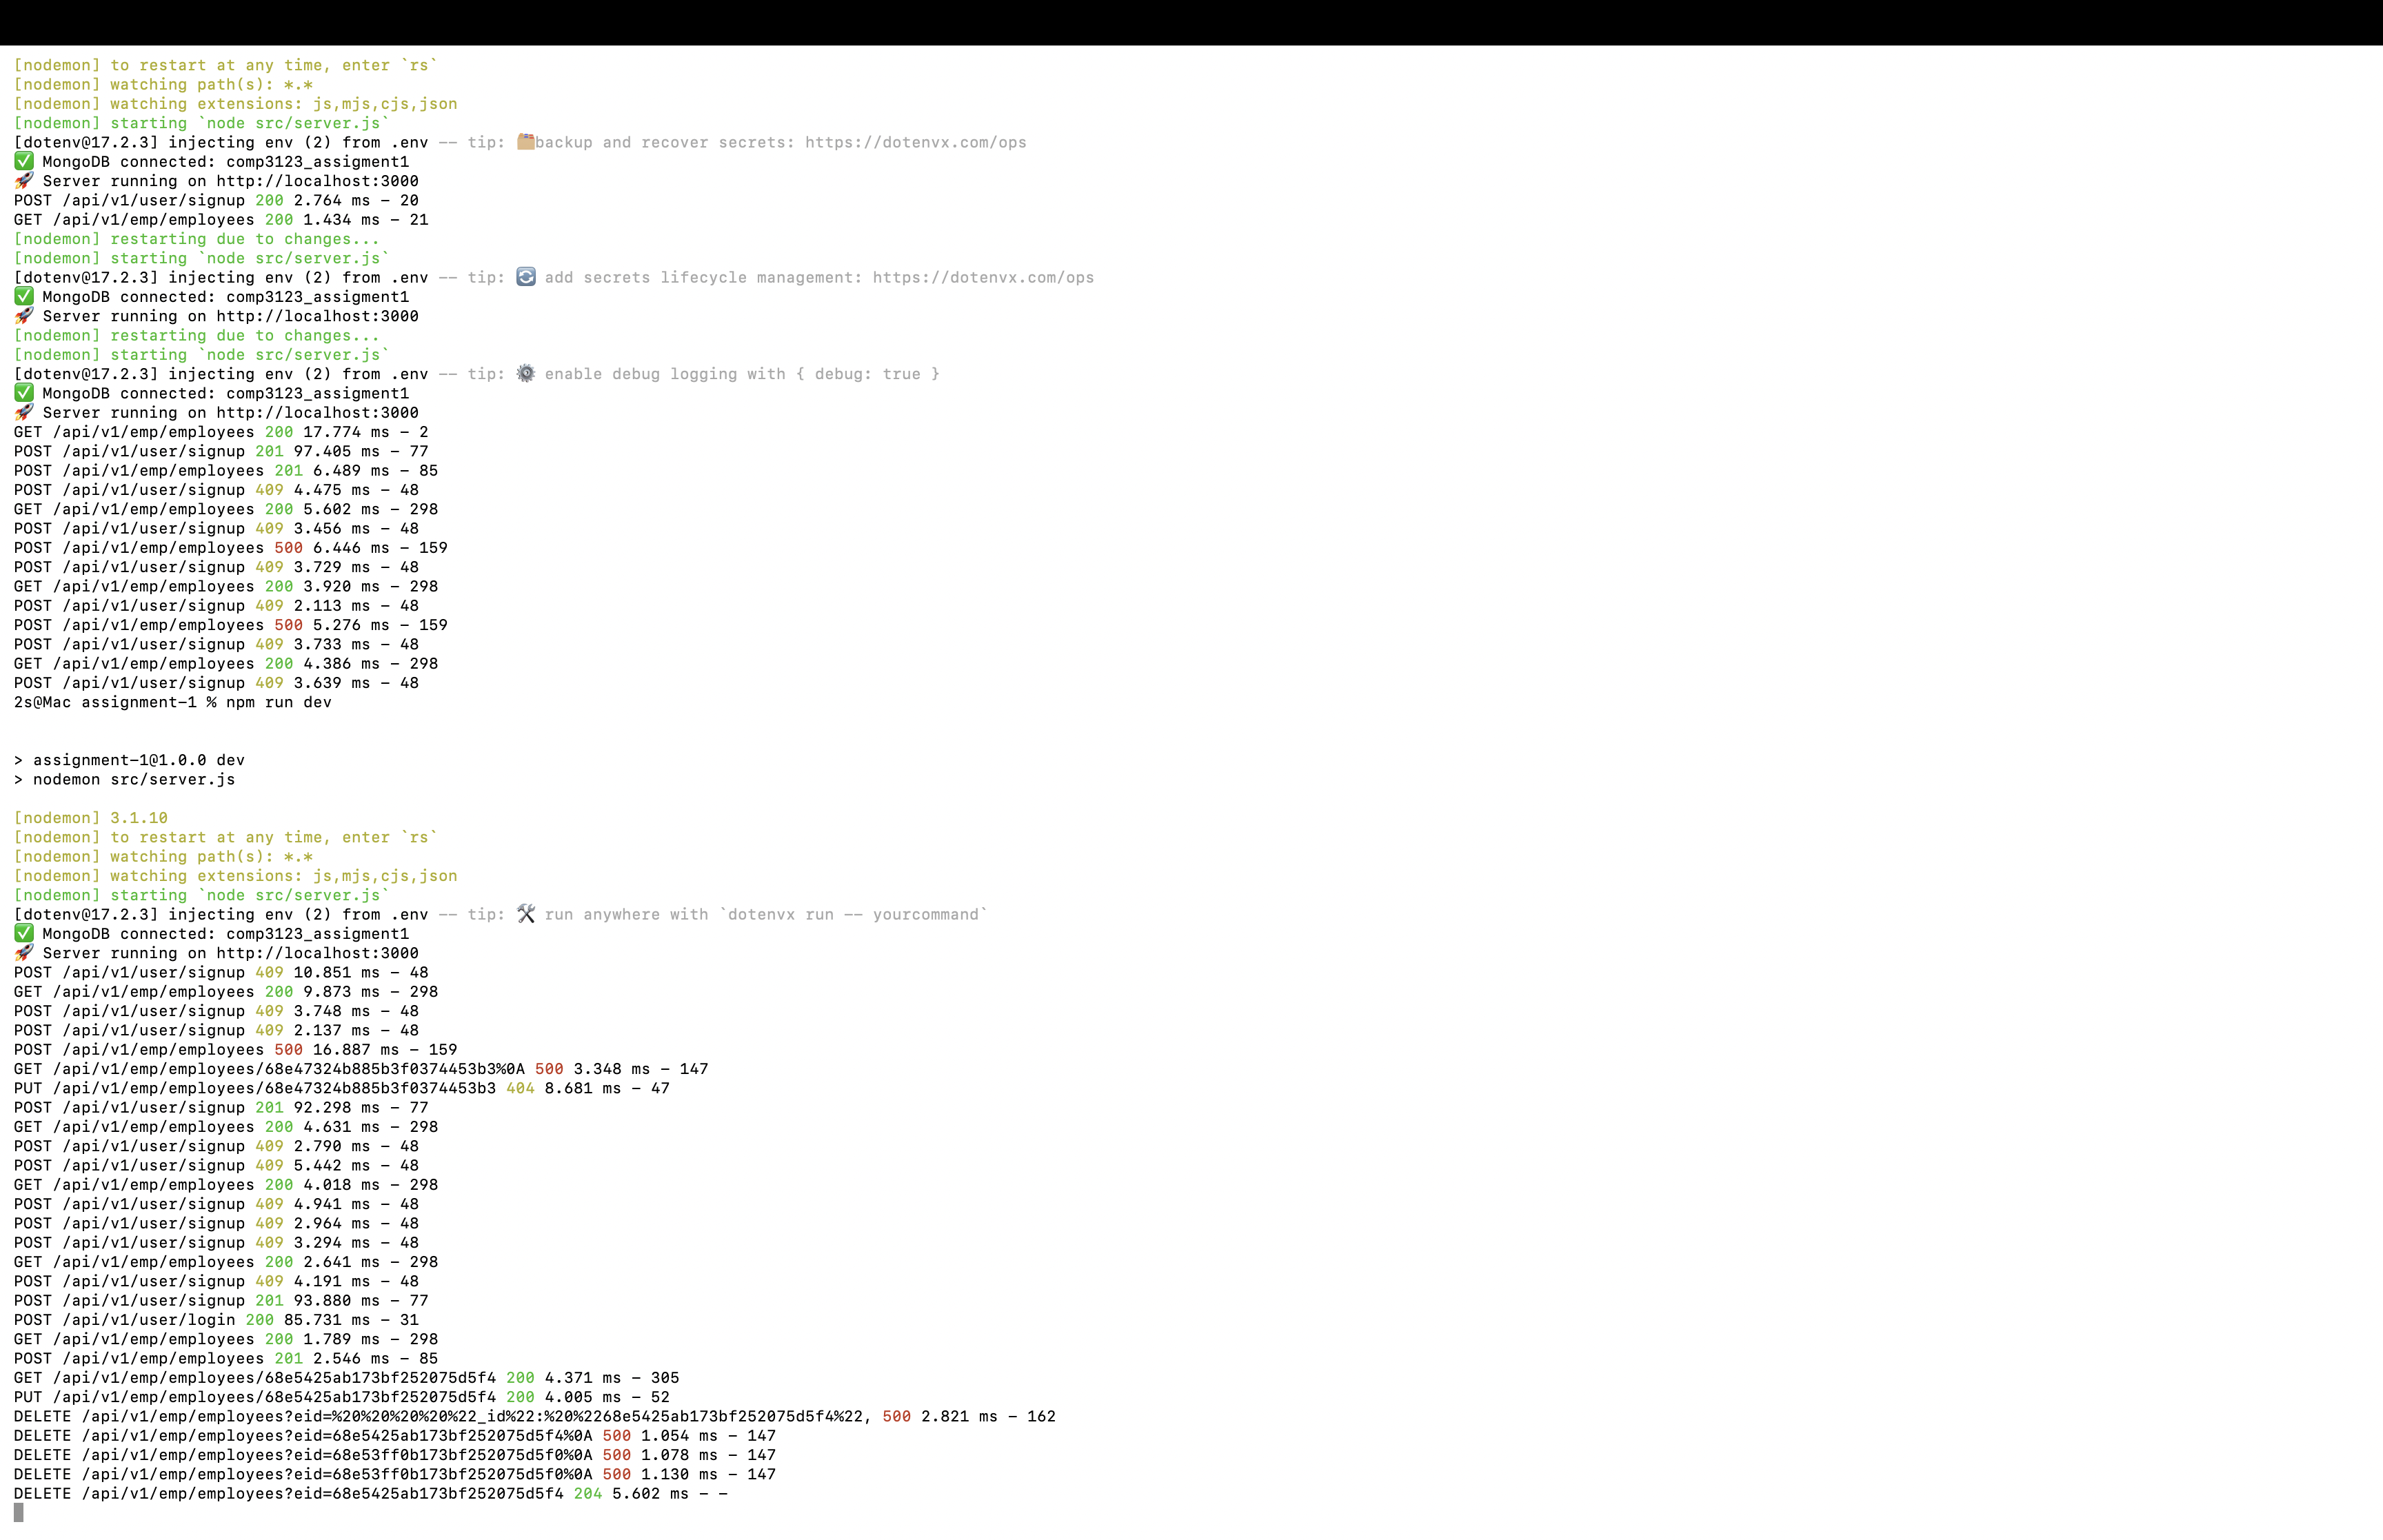 [nodemon] to restart at any time, enter `rs`
[nodemon] watching path(s): *.*
[nodemon] watching extensions: js,mjs,cjs,json
[nodemon] starting `node src/server.js`
[dotenv@17.2.3] injecting env (2) from .env -- tip: 🗂️backup and recover secrets: https://dotenvx.com/ops
✅ MongoDB connected: comp3123_assigment1
🚀 Server running on http://localhost:3000
POST /api/v1/user/signup 200 2.764 ms - 20
GET /api/v1/emp/employees 200 1.434 ms - 21
[nodemon] restarting due to changes...
[nodemon] starting `node src/server.js`
[dotenv@17.2.3] injecting env (2) from .env -- tip: 🔄 add secrets lifecycle management: https://dotenvx.com/ops
✅ MongoDB connected: comp3123_assigment1
🚀 Server running on http://localhost:3000
[nodemon] restarting due to changes...
[nodemon] starting `node src/server.js`
[dotenv@17.2.3] injecting env (2) from .env -- tip: ⚙️ enable debug logging with { debug: true }
✅ MongoDB connected: comp3123_assigment1
🚀 Server running on http://localhost:3000
GET /api/v1/emp/employees 200 17.774 ms - 2
POST /api/v1/user/signup 201 97.405 ms - 77
POST /api/v1/emp/employees 201 6.489 ms - 85
POST /api/v1/user/signup 409 4.475 ms - 48
GET /api/v1/emp/employees 200 5.602 ms - 298
POST /api/v1/user/signup 409 3.456 ms - 48
POST /api/v1/emp/employees 500 6.446 ms - 159
POST /api/v1/user/signup 409 3.729 ms - 48
GET /api/v1/emp/employees 200 3.920 ms - 298
POST /api/v1/user/signup 409 2.113 ms - 48
POST /api/v1/emp/employees 500 5.276 ms - 159
POST /api/v1/user/signup 409 3.733 ms - 48
GET /api/v1/emp/employees 200 4.386 ms - 298
POST /api/v1/user/signup 409 3.639 ms - 48
2s@Mac assignment-1 % npm run dev
> assignment-1@1.0.0 dev
> nodemon src/server.js
[nodemon] 3.1.10
[nodemon] to restart at any time, enter `rs`
[nodemon] watching path(s): *.*
[nodemon] watching extensions: js,mjs,cjs,json
[nodemon] starting `node src/server.js`
[dotenv@17.2.3] injecting env (2) from .env -- tip: 🛠️ run anywhere with `dotenvx run -- yourcommand`
✅ MongoDB connected: comp3123_assigment1
🚀 Server running on http://localhost:3000
POST /api/v1/user/signup 409 10.851 ms - 48
GET /api/v1/emp/employees 200 9.873 ms - 298
POST /api/v1/user/signup 409 3.748 ms - 48
POST /api/v1/user/signup 409 2.137 ms - 48
POST /api/v1/emp/employees 500 16.887 ms - 159
GET /api/v1/emp/employees/68e47324b885b3f0374453b3%0A 500 3.348 ms - 147
PUT /api/v1/emp/employees/68e47324b885b3f0374453b3 404 8.681 ms - 47
POST /api/v1/user/signup 201 92.298 ms - 77
GET /api/v1/emp/employees 200 4.631 ms - 298
POST /api/v1/user/signup 409 2.790 ms - 48
POST /api/v1/user/signup 409 5.442 ms - 48
GET /api/v1/emp/employees 200 4.018 ms - 298
POST /api/v1/user/signup 409 4.941 ms - 48
POST /api/v1/user/signup 409 2.964 ms - 48
POST /api/v1/user/signup 409 3.294 ms - 48
GET /api/v1/emp/employees 200 2.641 ms - 298
POST /api/v1/user/signup 409 4.191 ms - 48
POST /api/v1/user/signup 201 93.880 ms - 77
POST /api/v1/user/login 200 85.731 ms - 31
GET /api/v1/emp/employees 200 1.789 ms - 298
POST /api/v1/emp/employees 201 2.546 ms - 85
GET /api/v1/emp/employees/68e5425ab173bf252075d5f4 200 4.371 ms - 305
PUT /api/v1/emp/employees/68e5425ab173bf252075d5f4 200 4.005 ms - 52
DELETE /api/v1/emp/employees?eid=%20%20%20%20%22_id%22:%20%2268e5425ab173bf252075d5f4%22, 500 2.821 ms - 162
DELETE /api/v1/emp/employees?eid=68e5425ab173bf252075d5f4%0A 500 1.054 ms - 147
DELETE /api/v1/emp/employees?eid=68e53ff0b173bf252075d5f0%0A 500 1.078 ms - 147
DELETE /api/v1/emp/employees?eid=68e53ff0b173bf252075d5f0%0A 500 1.130 ms - 147
DELETE /api/v1/emp/employees?eid=68e5425ab173bf252075d5f4 204 5.602 ms - -